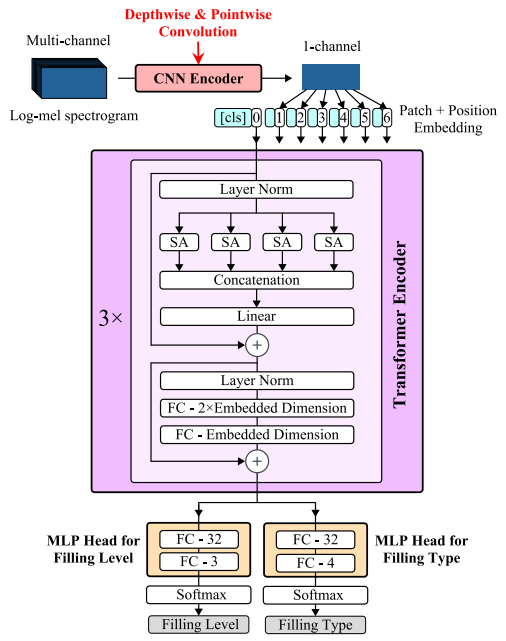 Depthwise & Pointwise
Convolution
Multi-channel
CNN Encoder
1-channel
Log-mel spectrogram
[cls] 0 1 2 3 4 5 6
Patch + Position
Embedding
Layer Norm
SA SA SA SA
Concatenation
Linear
3×
+
Transformer Encoder
Layer Norm
FC - 2×Embedded Dimension
FC - Embedded Dimension
+
MLP Head for
Filling Level
FC - 32
FC - 3
FC - 32
FC - 4
MLP Head for
Filling Type
Softmax
Softmax
Filling Level
Filling Type